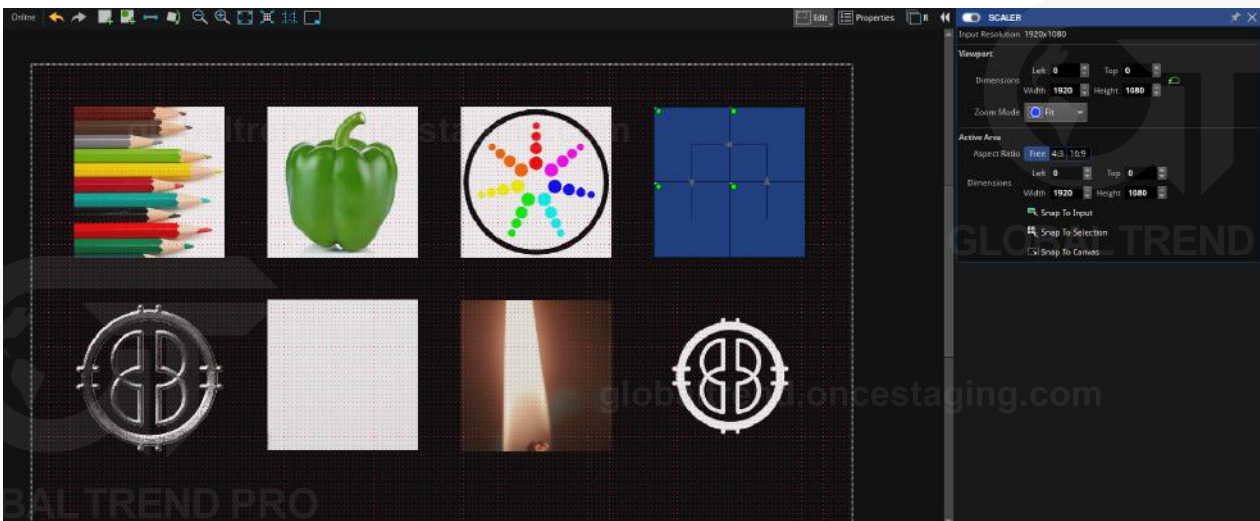 Online
Edit
Properties
R
SCALER
Input Resolution 1920x1080
Viewport
Dimensions
Left 0 Top 0
Width 1920 Height 1080
Zoom Mode Fit
Active Area
Aspect Ratio Free 4:3 16:9
Dimensions
Left 0 Top 0
Width 1920 Height 1080
Snap To Input
Snap To Selection
Snap To Canvas
GLOBAL TREND
globaltrend.oncestaging.com
BAL TREND PRO